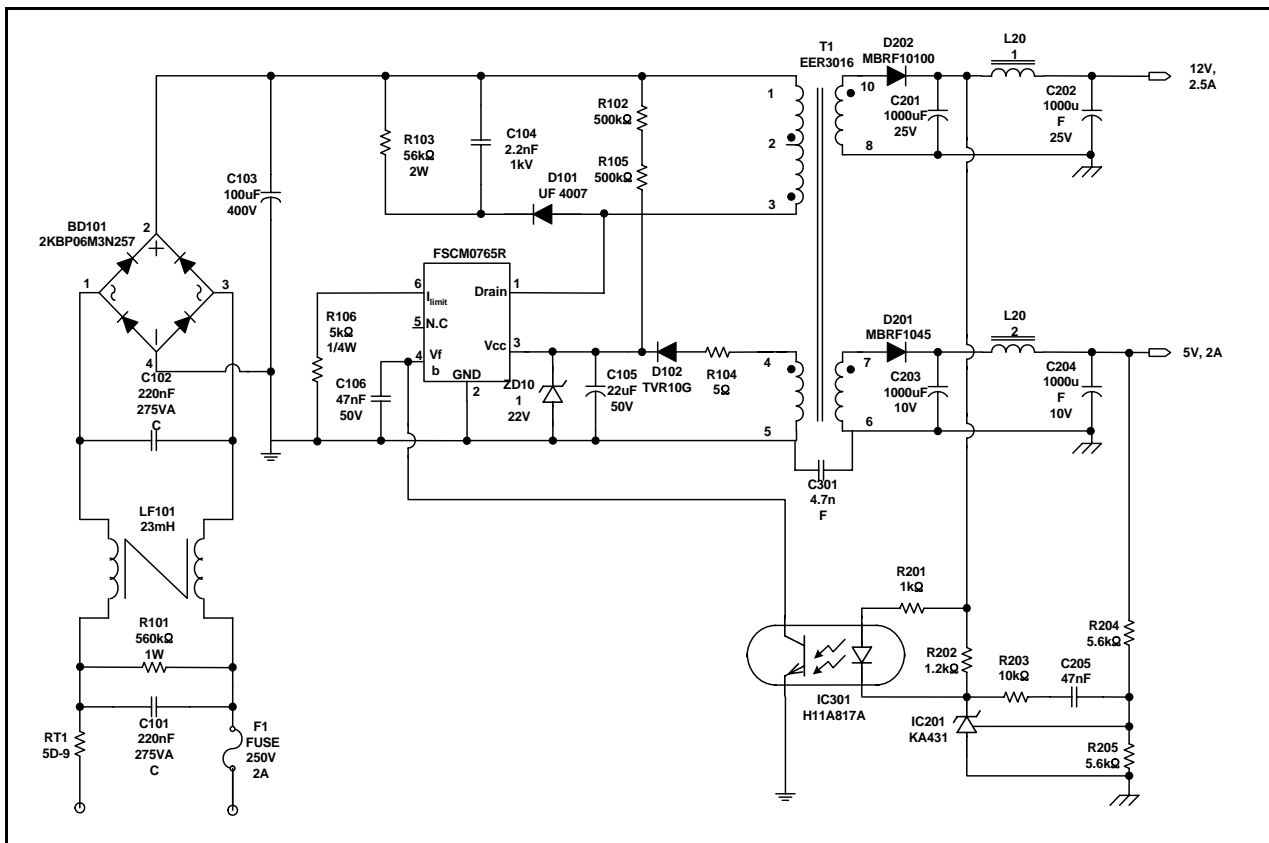 T1
EER3016
D202
MBRF10100
L20
1
12V,
2.5A
1
10
C201
1000uF
25V
C202
1000u
F
25V
R102
500kΩ
R103
56kΩ
2W
C104
2.2nF
1kV
2
8
R105
500kΩ
D101
UF 4007
3
C103
100uF
400V
BD101
2KBP06M3N257
2
1
3
4
FSCM0765R
6
I limit
Drain
1
5
N.C
R106
5kΩ
1/4W
4
Vf
b
Vcc
3
GND
2
C106
47nF
50V
ZD10
1
22V
C105
22uF
50V
D102
TVR10G
R104
5Ω
4
5
7
6
D201
MBRF1045
L20
2
5V, 2A
C203
1000uF
10V
C204
1000u
F
10V
C102
220nF
275VA
C
C301
4.7n
F
LF101
23mH
R101
560kΩ
1W
C101
220nF
275VA
C
RT1
5D-9
F1
FUSE
250V
2A
R201
1kΩ
R202
1.2kΩ
R203
10kΩ
C205
47nF
R204
5.6kΩ
IC301
H11A817A
IC201
KA431
R205
5.6kΩ